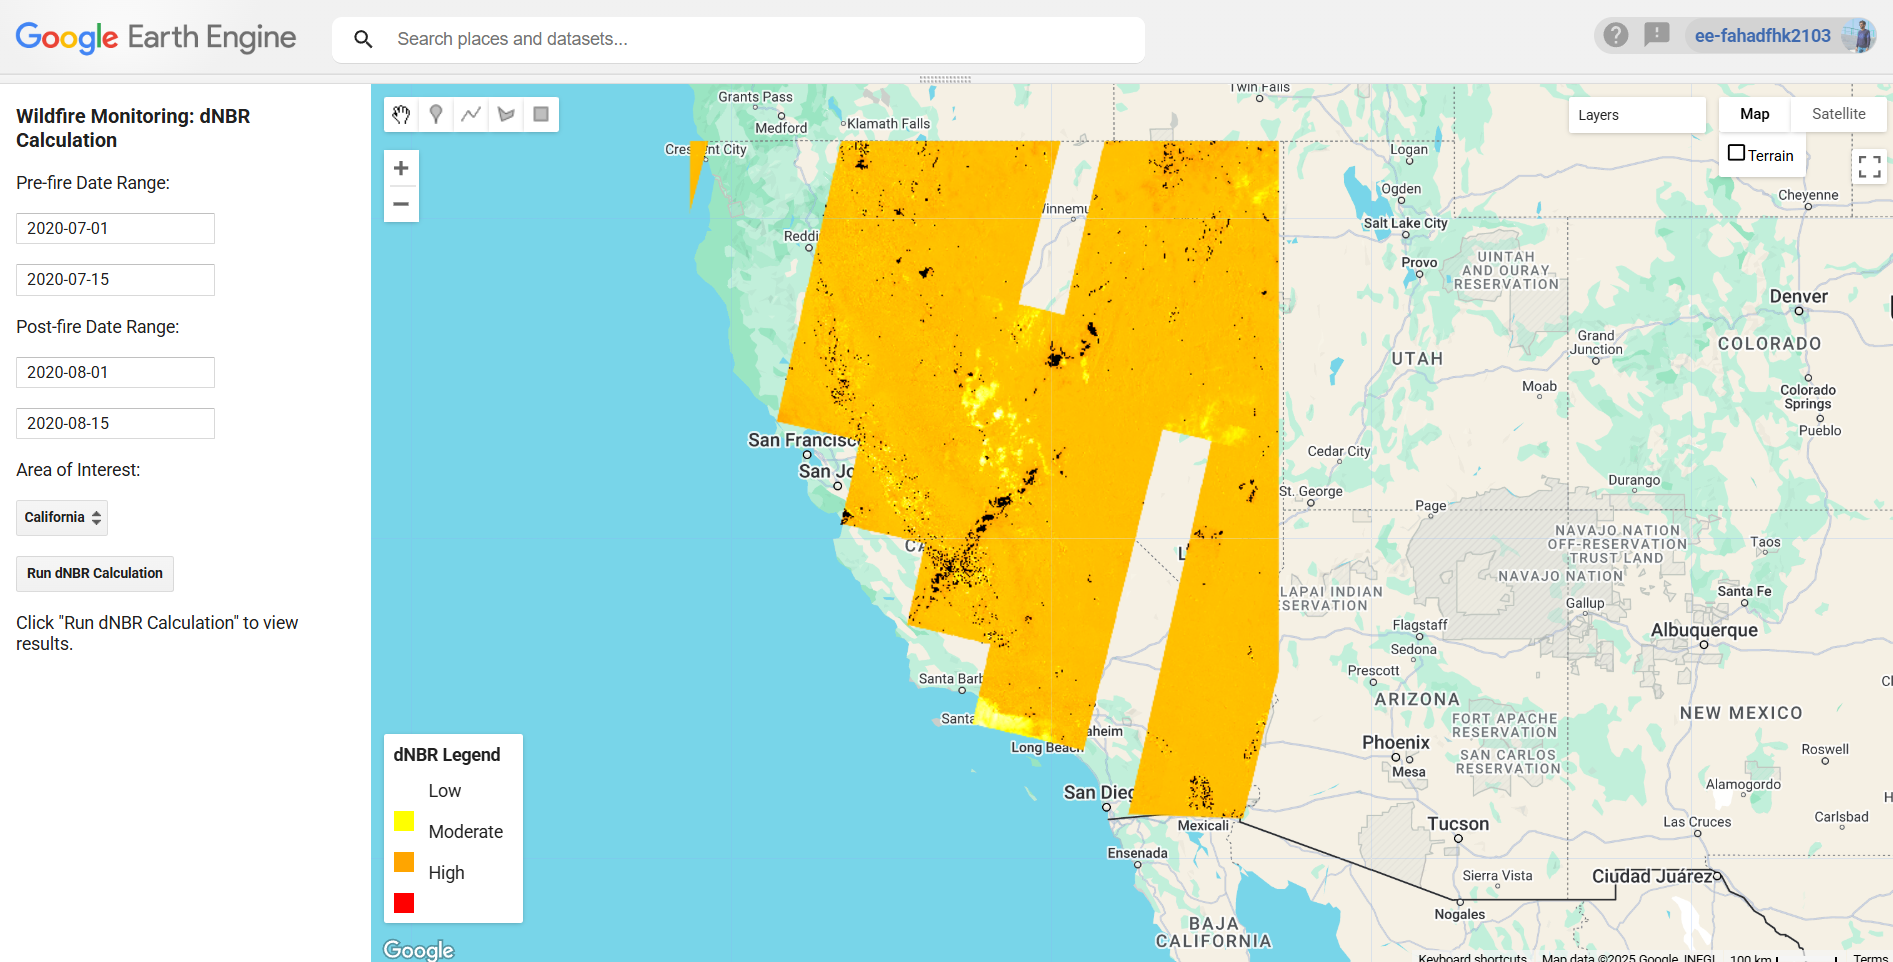 Google Earth Engine
Search places and datasets...
ee-fahadfhk2103
Wildfire Monitoring: dNBR
Calculation
Pre-fire Date Range:
2020-07-01
2020-07-15
Post-fire Date Range:
2020-08-01
2020-08-15
Area of Interest:
California
Run dNBR Calculation
Click "Run dNBR Calculation" to view
results.
Layers
Map
Satellite
Terrain
Grants Pass
Medford
Klamath Falls
Twin Falls
Cres nt City
Logan
Ogden
Cheyenne
Winnemu
Salt Lake City
Reddi
Provo
UINTAH
AND OURAY
RESERVATION
Denver
Grand
Junction
COLORADO
UTAH
Moab
Colorado
Springs
Pueblo
San Francisc
San Jo
Cedar City
Durango
St. George
Page
NAVAJO NATION
OFF-RESERVATION
TRUST LAND
Taos
CA
L
NAVAJO NATION
LAPAI INDIAN
ESERVATION
Gallup
Santa Fe
Flagstaff
Albuquerque
Sedona
Prescott
Santa Barb
ARIZONA
Santa
FORT APACHE
RESERVATION
NEW MEXICO
aheim
Long Beach
Phoenix
Mesa
SAN CARLOS
RESERVATION
Roswell
Alamogordo
San Dieg
Mexicali
Tucson
Las Cruces
Carlsbad
Ensenada
Sierra Vista
Ciudad Juárez
Nogales
BAJA
CALIFORNIA
dNBR Legend
Low
Moderate
High
Google
Keyboard shortcuts
Map data ©2025 Google, INEGI
100 km
Terms